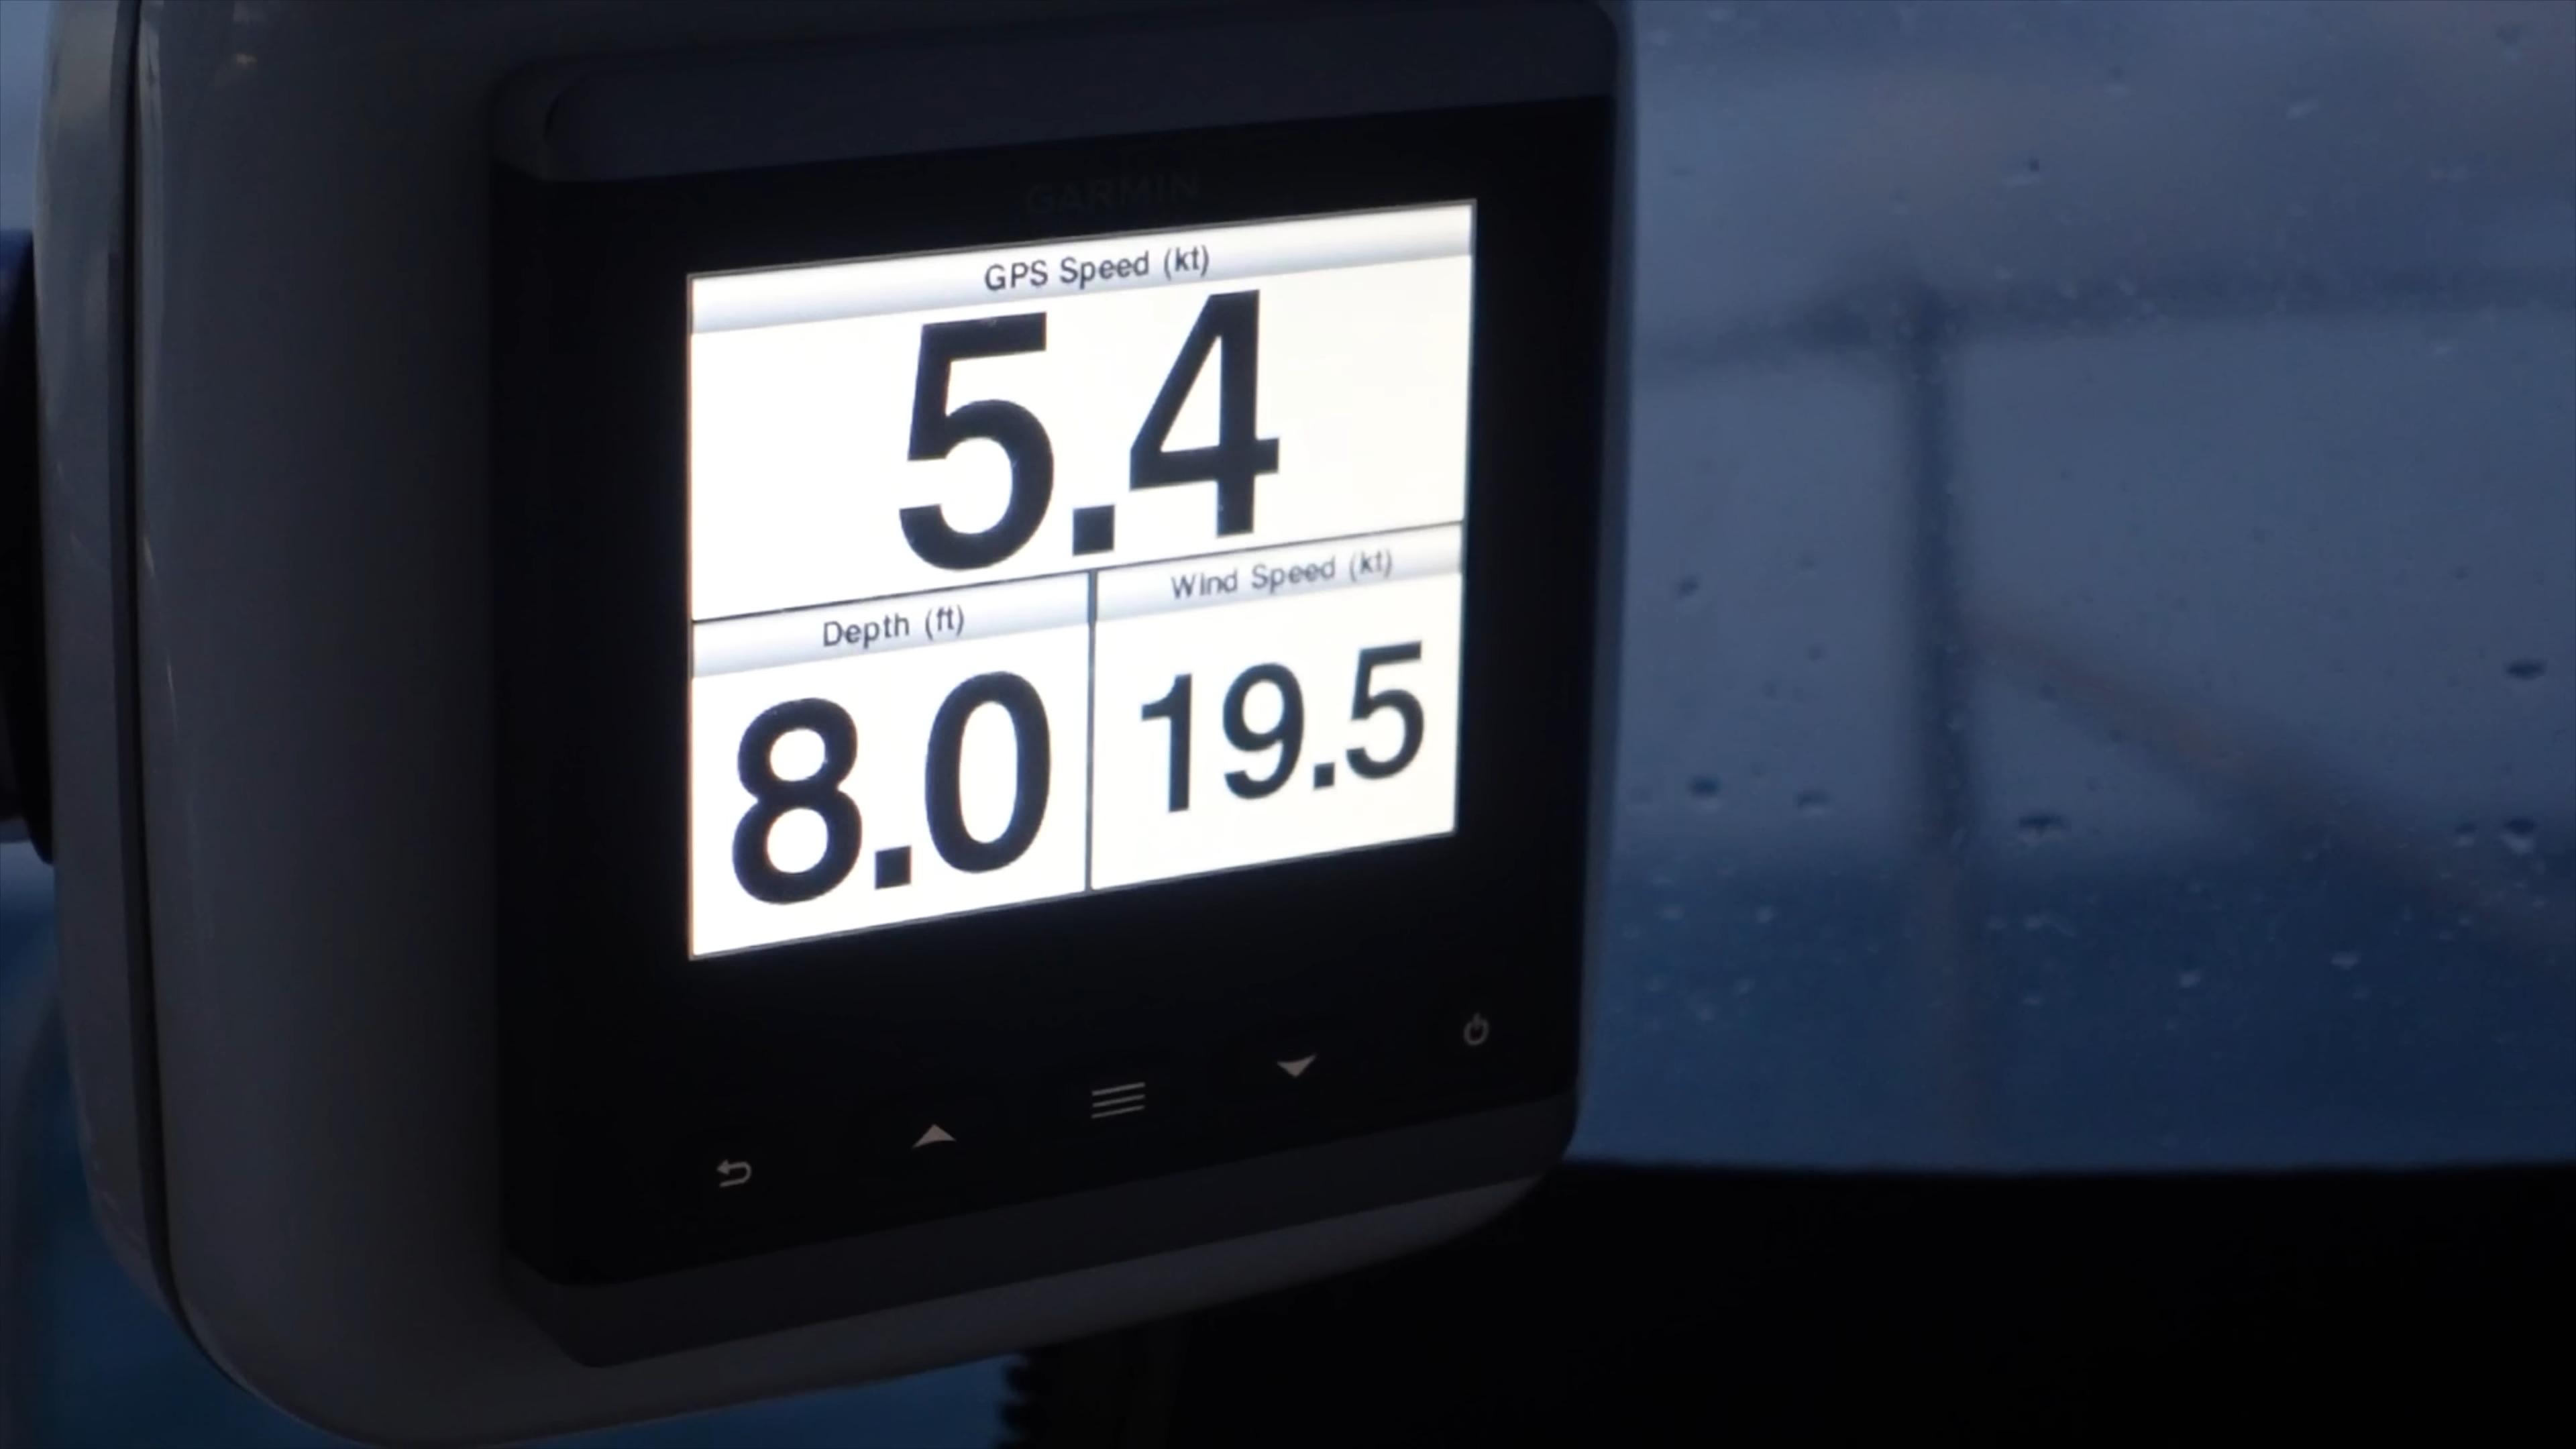 GARMIN
GPS Speed (kt)
5.4
Depth (ft)
8.0
Wind Speed (kt)
19.5